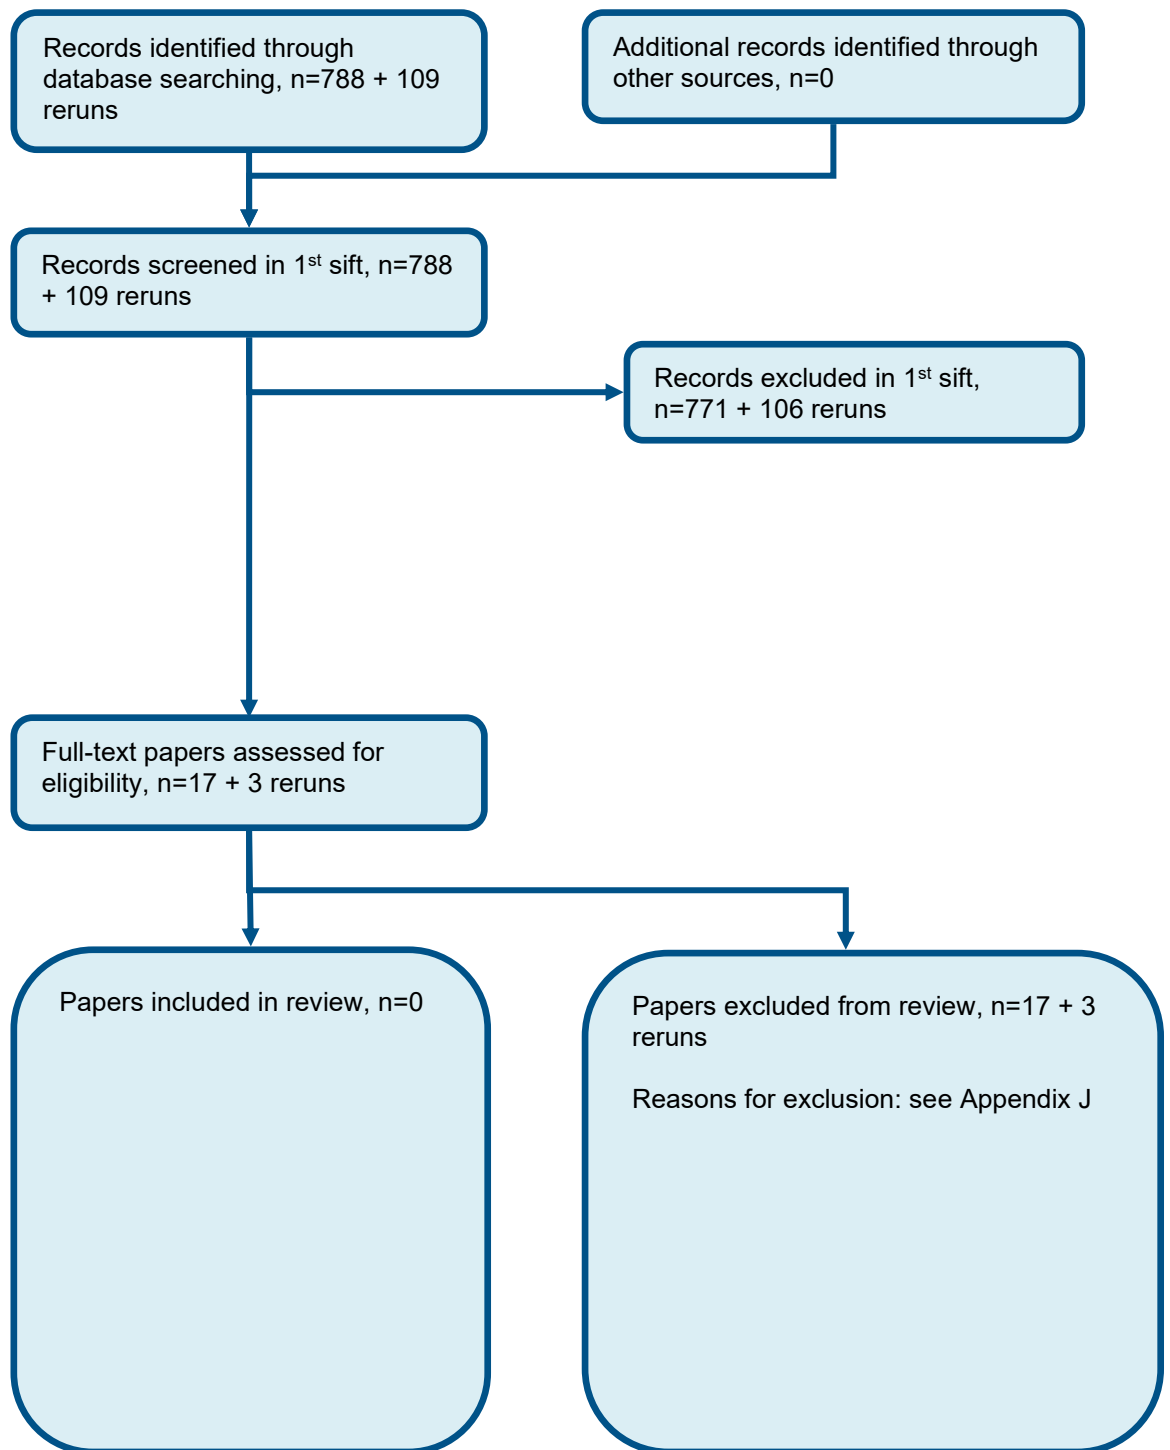 Records identified through
database searching, n=788 + 109
reruns
Additional records identified through
other sources, n=0
Records screened in 1st sift, n=788
+ 109 reruns
Records excluded in 1st sift,
n=771 + 106 reruns
Full-text papers assessed for
eligibility, n=17 + 3 reruns
Papers included in review, n=0
Papers excluded from review, n=17 + 3
reruns
Reasons for exclusion: see Appendix J